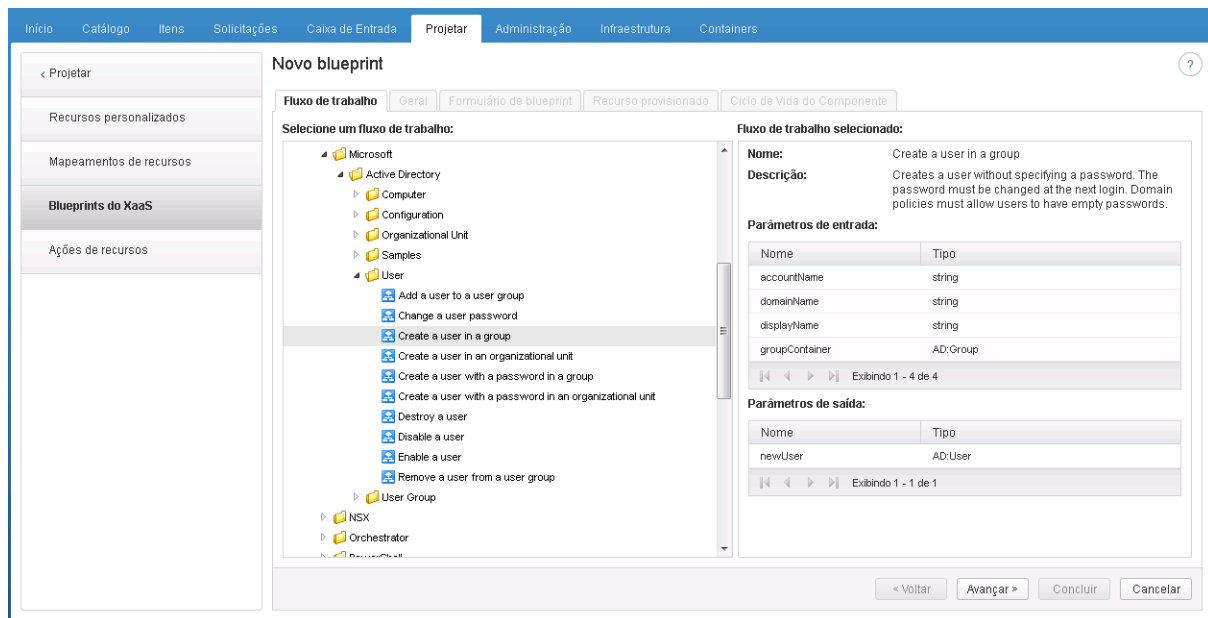 Início Catálogo Itens Solicitações Caixa de Entrada Projetar Administração Infraestrutura Containers
< Projetar
Recursos personalizados
Mapeamentos de recursos
Blueprints do XaaS
Ações de recursos
Novo blueprint
?
Fluxo de trabalho Geral Formulário de blueprint Recurso provisionado Ciclo de Vida do Componente
Selecione um fluxo de trabalho:
Microsoft
Active Directory
Computer
Configuration
Organizational Unit
Samples
User
Add a user to a user group
Change a user password
Create a user in a group
Create a user in an organizational unit
Create a user with a password in a group
Create a user with a password in an organizational unit
Destroy a user
Disable a user
Enable a user
Remove a user from a user group
User Group
NSX
Orchestrator
PowerShell
Fluxo de trabalho selecionado:
Nome: Create a user in a group
Descrição: Creates a user without specifying a password. The
password must be changed at the next login. Domain
policies must allow users to have empty passwords.
Parâmetros de entrada:
Nome Tipo
accountName string
domainName string
displayName string
groupContainer AD:Group
Exibindo 1 - 4 de 4
Parâmetros de saída:
Nome Tipo
newUser AD:User
Exibindo 1 - 1 de 1
« Voltar Avançar » Concluir Cancelar